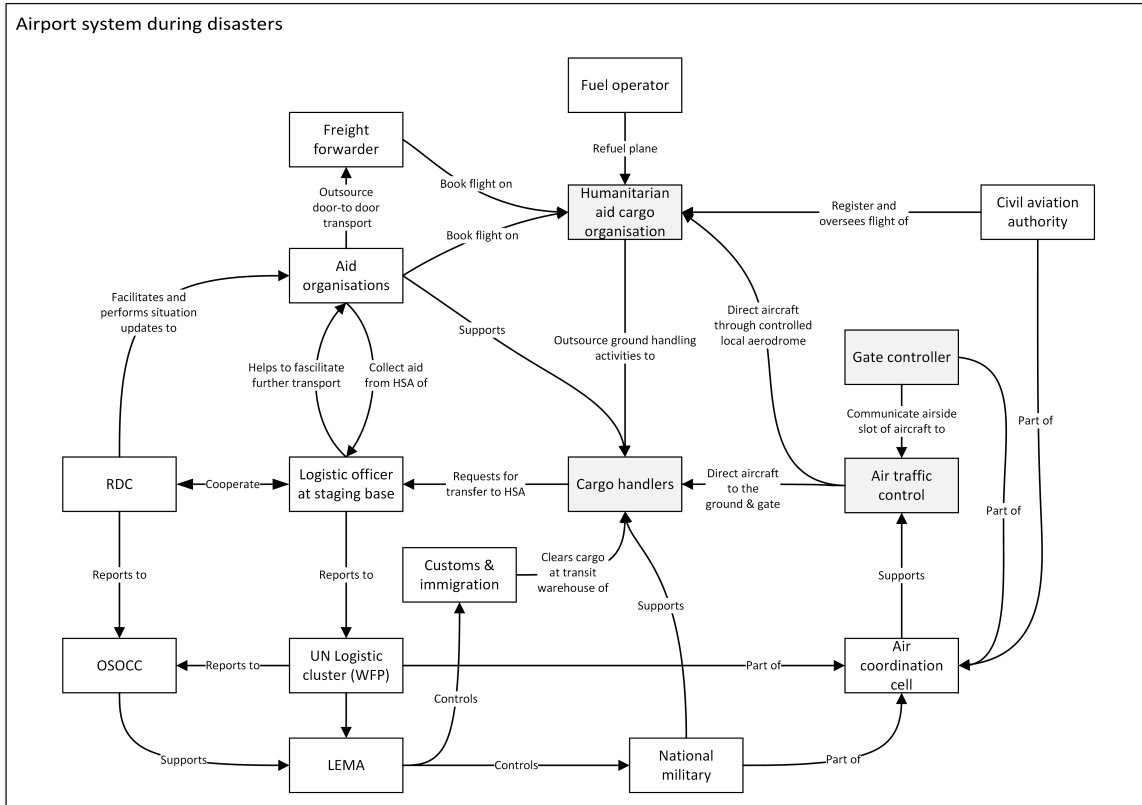 Airport system during disasters
Fuel operator
Freight
forwarder
Refuel plane
Book flight on
Outsource
door-to door
transport
Humanitarian
aid cargo
organisation
Register and
oversees flight of
Civil aviation
authority
Book flight on
Aid
organisations
Facilitates and
performs situation
updates to
Supports
Direct aircraft
through controlled
local aerodrome
Outsource ground handling
activities to
Gate controller
Helps to fascilitate
further transport
Collect aid
from HSA of
Communicate airside
slot of aircraft to
Part of
RDC
Cooperate
Logistic officer
at staging base
Requests for
transfer to HSA
Cargo handlers
Direct aircraft
to the
ground & gate
Air traffic
control
Part of
Reports to
Reports to
Customs &
immigration
Clears cargo
at transit
warehouse of
Supports
Supports
OSOCC
Reports to
UN Logistic
cluster (WFP)
Part of
Air
coordination
cell
Controls
Supports
LEMA
Controls
National
military
Part of